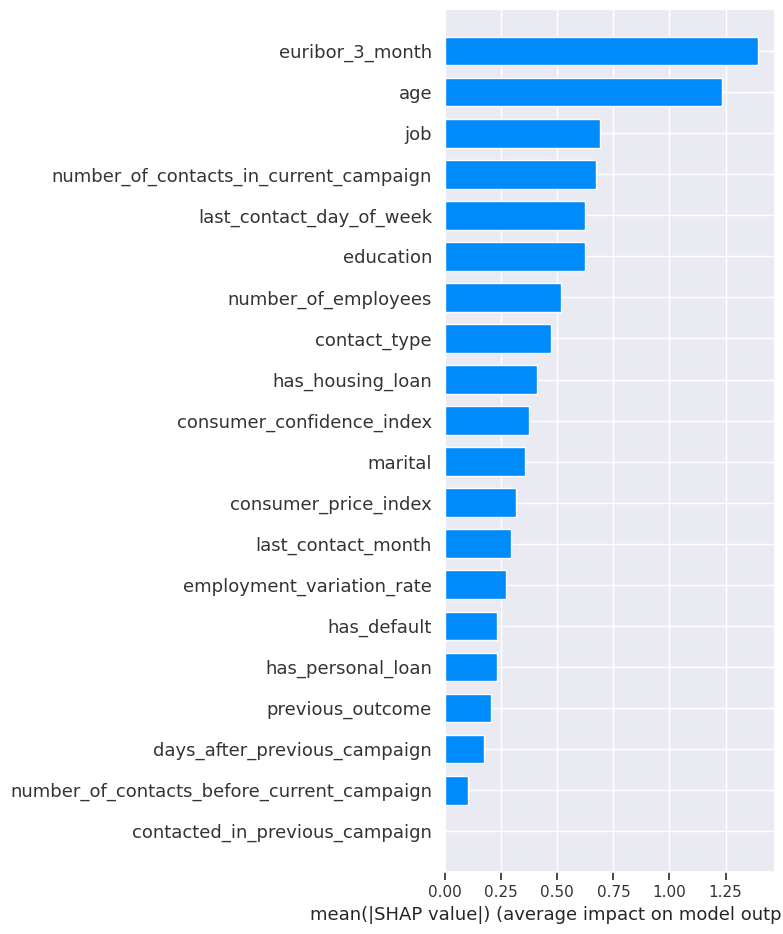 euribor_3_month
age
job
number_of_contacts_in_current_campaign
last_contact_day_of_week
education
number_of_employees
contact_type
has_housing_loan
consumer_confidence_index
marital
consumer_price_index
last_contact_month
employment_variation_rate
has_default
has_personal_loan
previous_outcome
days_after_previous_campaign
number_of_contacts_before_current_campaign
contacted_in_previous_campaign
0.00 0.25 0.50 0.75 1.00 1.25
mean(|SHAP value|) (average impact on model outp